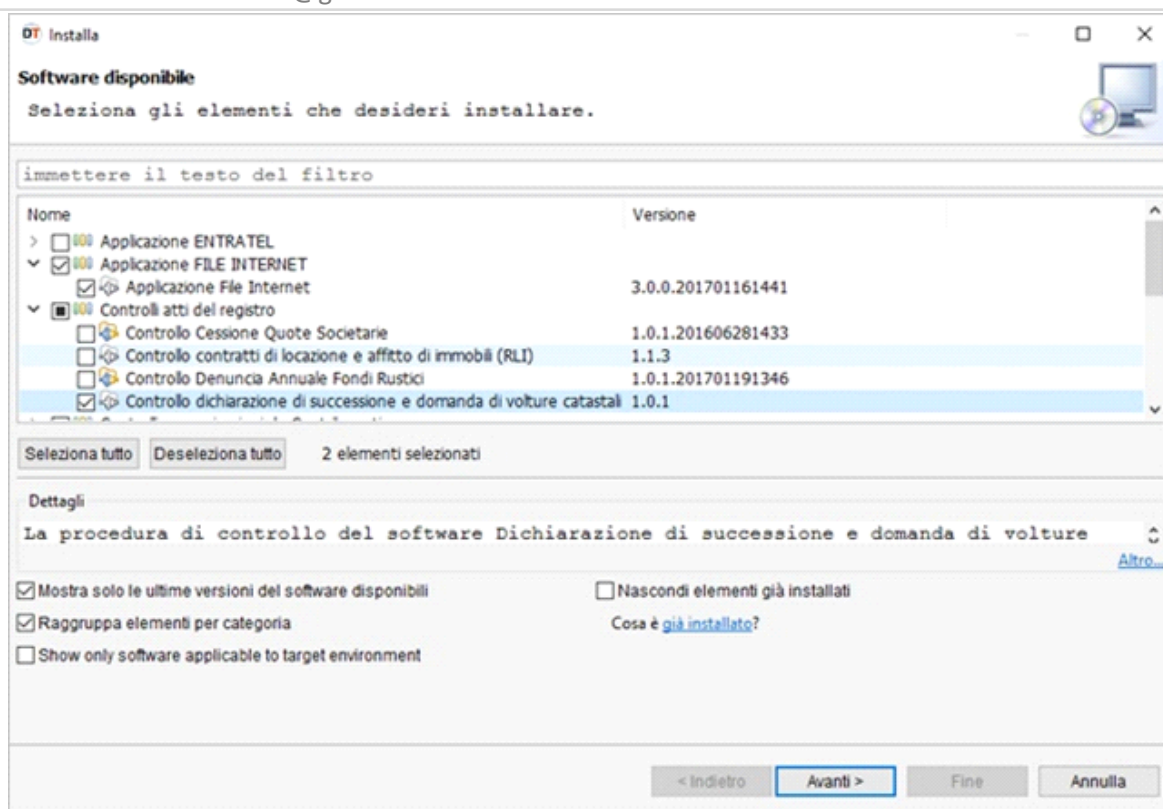 DT Installa
Software disponibile
Seleziona gli elementi che desideri installare.
immettere il testo del filtro
Nome Versione
Applicazione ENTRATEL
Applicazione FILE INTERNET
Applicazione File Internet 3.0.0.201701161441
Controlli atti del registro
Controllo Cessione Quote Societarie 1.0.1.201606281433
Controllo contratti di locazione e affitto di immobili (RLI) 1.1.3
Controllo Denuncia Annuale Fondi Rustici 1.0.1.201701191346
Controllo dichiarazione di successione e domanda di volture catastali 1.0.1
Seleziona tutto Deseleziona tutto 2 elementi selezionati
Dettagli
La procedura di controllo del software Dichiarazione di successione e domanda di volture
Altro...
Mostra solo le ultime versioni del software disponibili Nascondi elementi già installati
Raggruppa elementi per categoria Cosa è già installato?
Show only software applicable to target environment
< Indietro Avanti > Fine Annulla